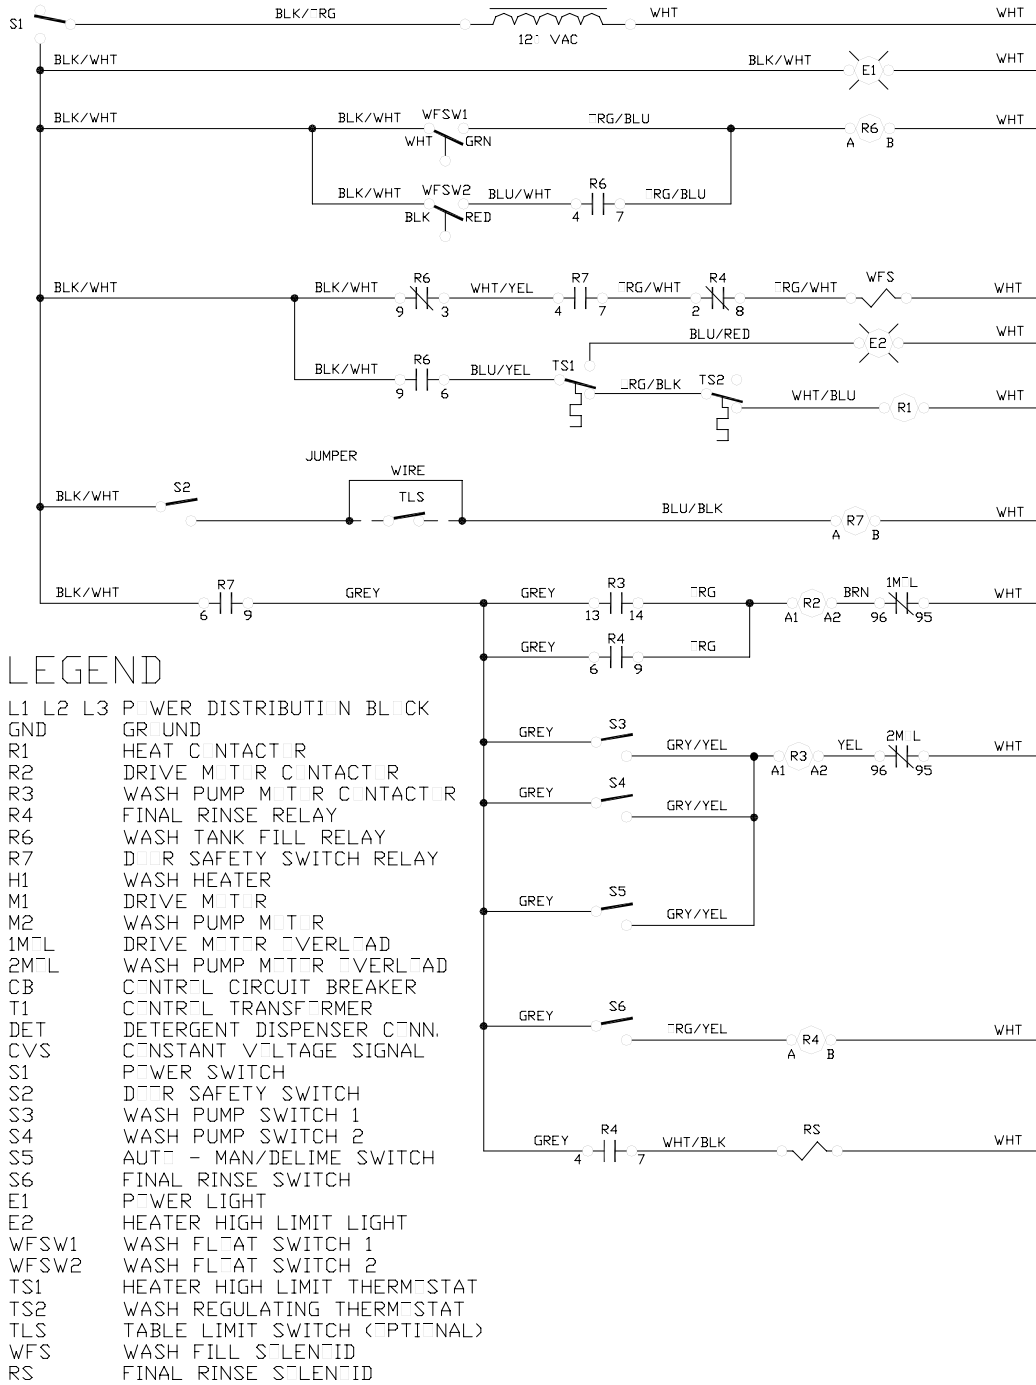 S1 BLK/ORG WHT WHT
120 VAC
BLK/WHT BLK/WHT E1 WHT
BLK/WHT BLK/WHT WFSW1 ORG/BLU R6 WHT
WHT GRN A B
BLK/WHT WFSW2 BLU/WHT R6 ORG/BLU
BLK RED 4 7
BLK/WHT BLK/WHT R6 WHT/YEL R7 ORG/WHT R4 ORG/WHT WFS WHT
9 3 4 7 2 8
BLU/RED E2 WHT
BLK/WHT R6 BLU/YEL TS1 ORG/BLK TS2 WHT/BLU R1 WHT
9 6
JUMPER
WIRE
BLK/WHT S2 TLS BLU/BLK R7 WHT
A B
BLK/WHT R7 GREY GREY R3 ORG R2 BRN 1MOL WHT
6 9 13 14 A1 A2 96 95
GREY R4 ORG
6 9
GREY S3 GRY/YEL R3 YEL 2MOL WHT
A1 A2 96 95
GREY S4 GRY/YEL
GREY S5 GRY/YEL
GREY S6 ORG/YEL R4 WHT
A B
GREY R4 WHT/BLK RS WHT
4 7
LEGEND
L1 L2 L3 POWER DISTRIBUTION BLOCK
GND GROUND
R1 HEAT CONTACTOR
R2 DRIVE MOTOR CONTACTOR
R3 WASH PUMP MOTOR CONTACTOR
R4 FINAL RINSE RELAY
R6 WASH TANK FILL RELAY
R7 DOOR SAFETY SWITCH RELAY
H1 WASH HEATER
M1 DRIVE MOTOR
M2 WASH PUMP MOTOR
1MOL DRIVE MOTOR OVERLOAD
2MOL WASH PUMP MOTOR OVERLOAD
CB CONTROL CIRCUIT BREAKER
T1 CONTROL TRANSFORMER
DET DETERGENT DISPENSER CONN.
CVS CONSTANT VOLTAGE SIGNAL
S1 POWER SWITCH
S2 DOOR SAFETY SWITCH
S3 WASH PUMP SWITCH 1
S4 WASH PUMP SWITCH 2
S5 AUTO - MAN/DELIME SWITCH
S6 FINAL RINSE SWITCH
E1 POWER LIGHT
E2 HEATER HIGH LIMIT LIGHT
WFSW1 WASH FLOAT SWITCH 1
WFSW2 WASH FLOAT SWITCH 2
TS1 HEATER HIGH LIMIT THERMOSTAT
TS2 WASH REGULATING THERMOSTAT
TLS TABLE LIMIT SWITCH (OPTIONAL)
WFS WASH FILL SOLENOID
RS FINAL RINSE SOLENOID